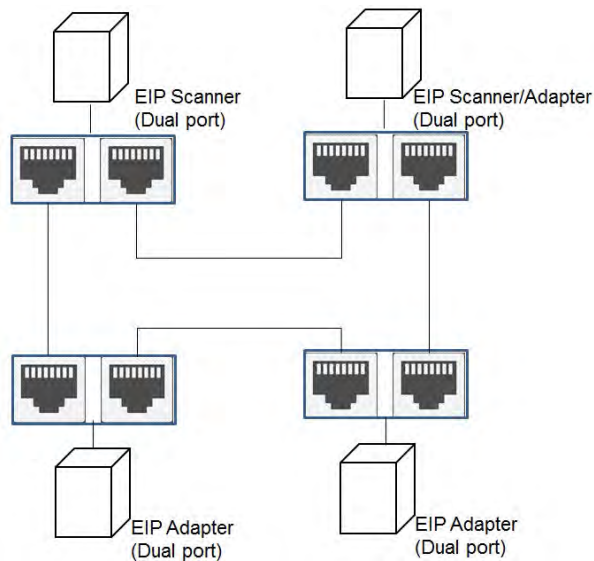 EIP Scanner
(Dual port)
EIP Scanner/Adapter
(Dual port)
EIP Adapter
(Dual port)
EIP Adapter
(Dual port)